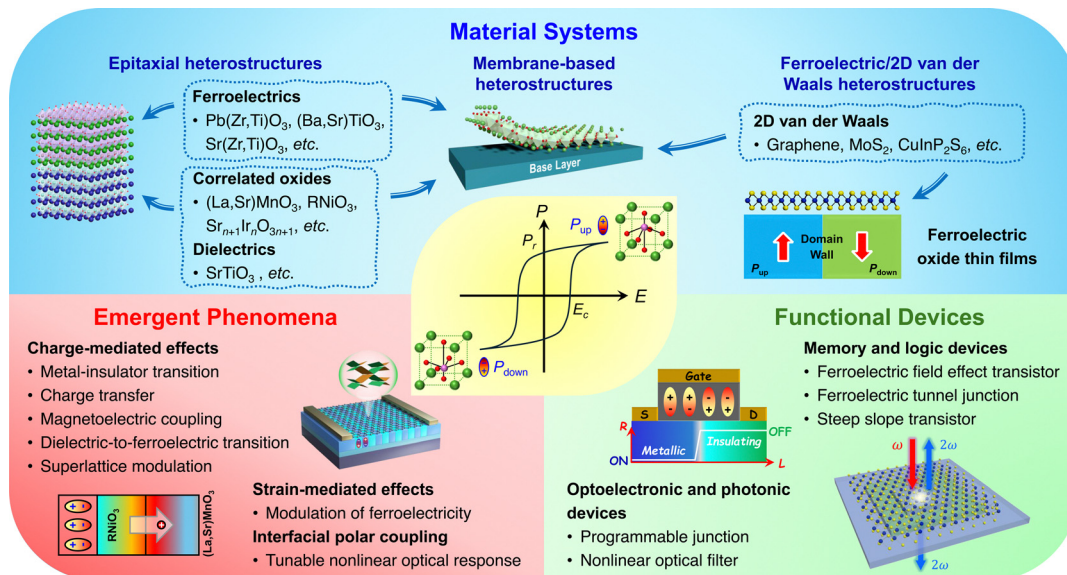 Material Systems
Epitaxial heterostructures
Ferroelectrics
• Pb(Zr,Ti)O₃, (Ba,Sr)TiO₃,
Sr(Zr,Ti)O₃, etc.
Correlated oxides
• (La,Sr)MnO₃, RNiO₃,
Srₙ₊₁IrₙO₃ₙ₊₁, etc.
Dielectrics
• SrTiO₃ , etc.
Membrane-based
heterostructures
Base Layer
Ferroelectric/2D van der
Waals heterostructures
2D van der Waals
• Graphene, MoS₂, CuInP₂S₆, etc.
Domain
Wall
P_up
P_down
Ferroelectric
oxide thin films
P
P_up
+
-
P_r
E
E_c
P_down
+
Emergent Phenomena
Charge-mediated effects
• Metal-insulator transition
• Charge transfer
• Magnetoelectric coupling
• Dielectric-to-ferroelectric transition
• Superlattice modulation
+ -
+ -
+ -
RNiO₃
+
(La,Sr)MnO₃
Strain-mediated effects
• Modulation of ferroelectricity
Interfacial polar coupling
• Tunable nonlinear optical response
Functional Devices
Memory and logic devices
• Ferroelectric field effect transistor
• Ferroelectric tunnel junction
• Steep slope transistor
Gate
+ + - -
- - + +
S
D
R
OFF
Metallic
Insulating
ON
L
Optoelectronic and photonic
devices
• Programmable junction
• Nonlinear optical filter
ω
2ω
2ω